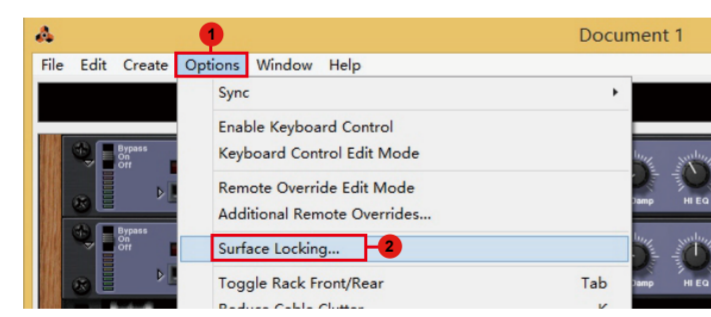 1
Document 1
File Edit Create Options Window Help
Sync
Enable Keyboard Control
Keyboard Control Edit Mode
Remote Override Edit Mode
Additional Remote Overrides...
Surface Locking... 2
Toggle Rack Front/Rear Tab
Bypass
On
Off
Damp HI EQ
Bypass
On
Off
Damp HI EQ